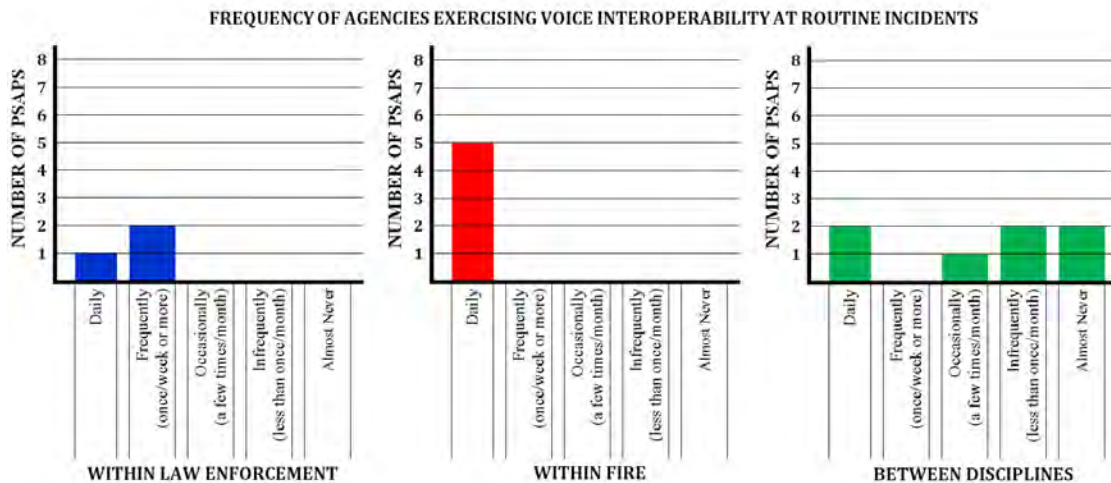 FREQUENCY OF AGENCIES EXERCISING VOICE INTEROPERABILITY AT ROUTINE INCIDENTS
NUMBER OF PSAPS
8
7
6
5
4
3
2
1
Daily
Frequently
(once/week or more)
Occasionally
(a few times/month)
Infrequently
(less than once/month)
Almost Never
WITHIN LAW ENFORCEMENT
NUMBER OF PSAPS
8
7
6
5
4
3
2
1
Daily
Frequently
(once/week or more)
Occasionally
(a few times/month)
Infrequently
(less than once/month)
Almost Never
WITHIN FIRE
NUMBER OF PSAPS
8
7
6
5
4
3
2
1
Daily
Frequently
(once/week or more)
Occasionally
(a few times/month)
Infrequently
(less than once/month)
Almost Never
BETWEEN DISCIPLINES